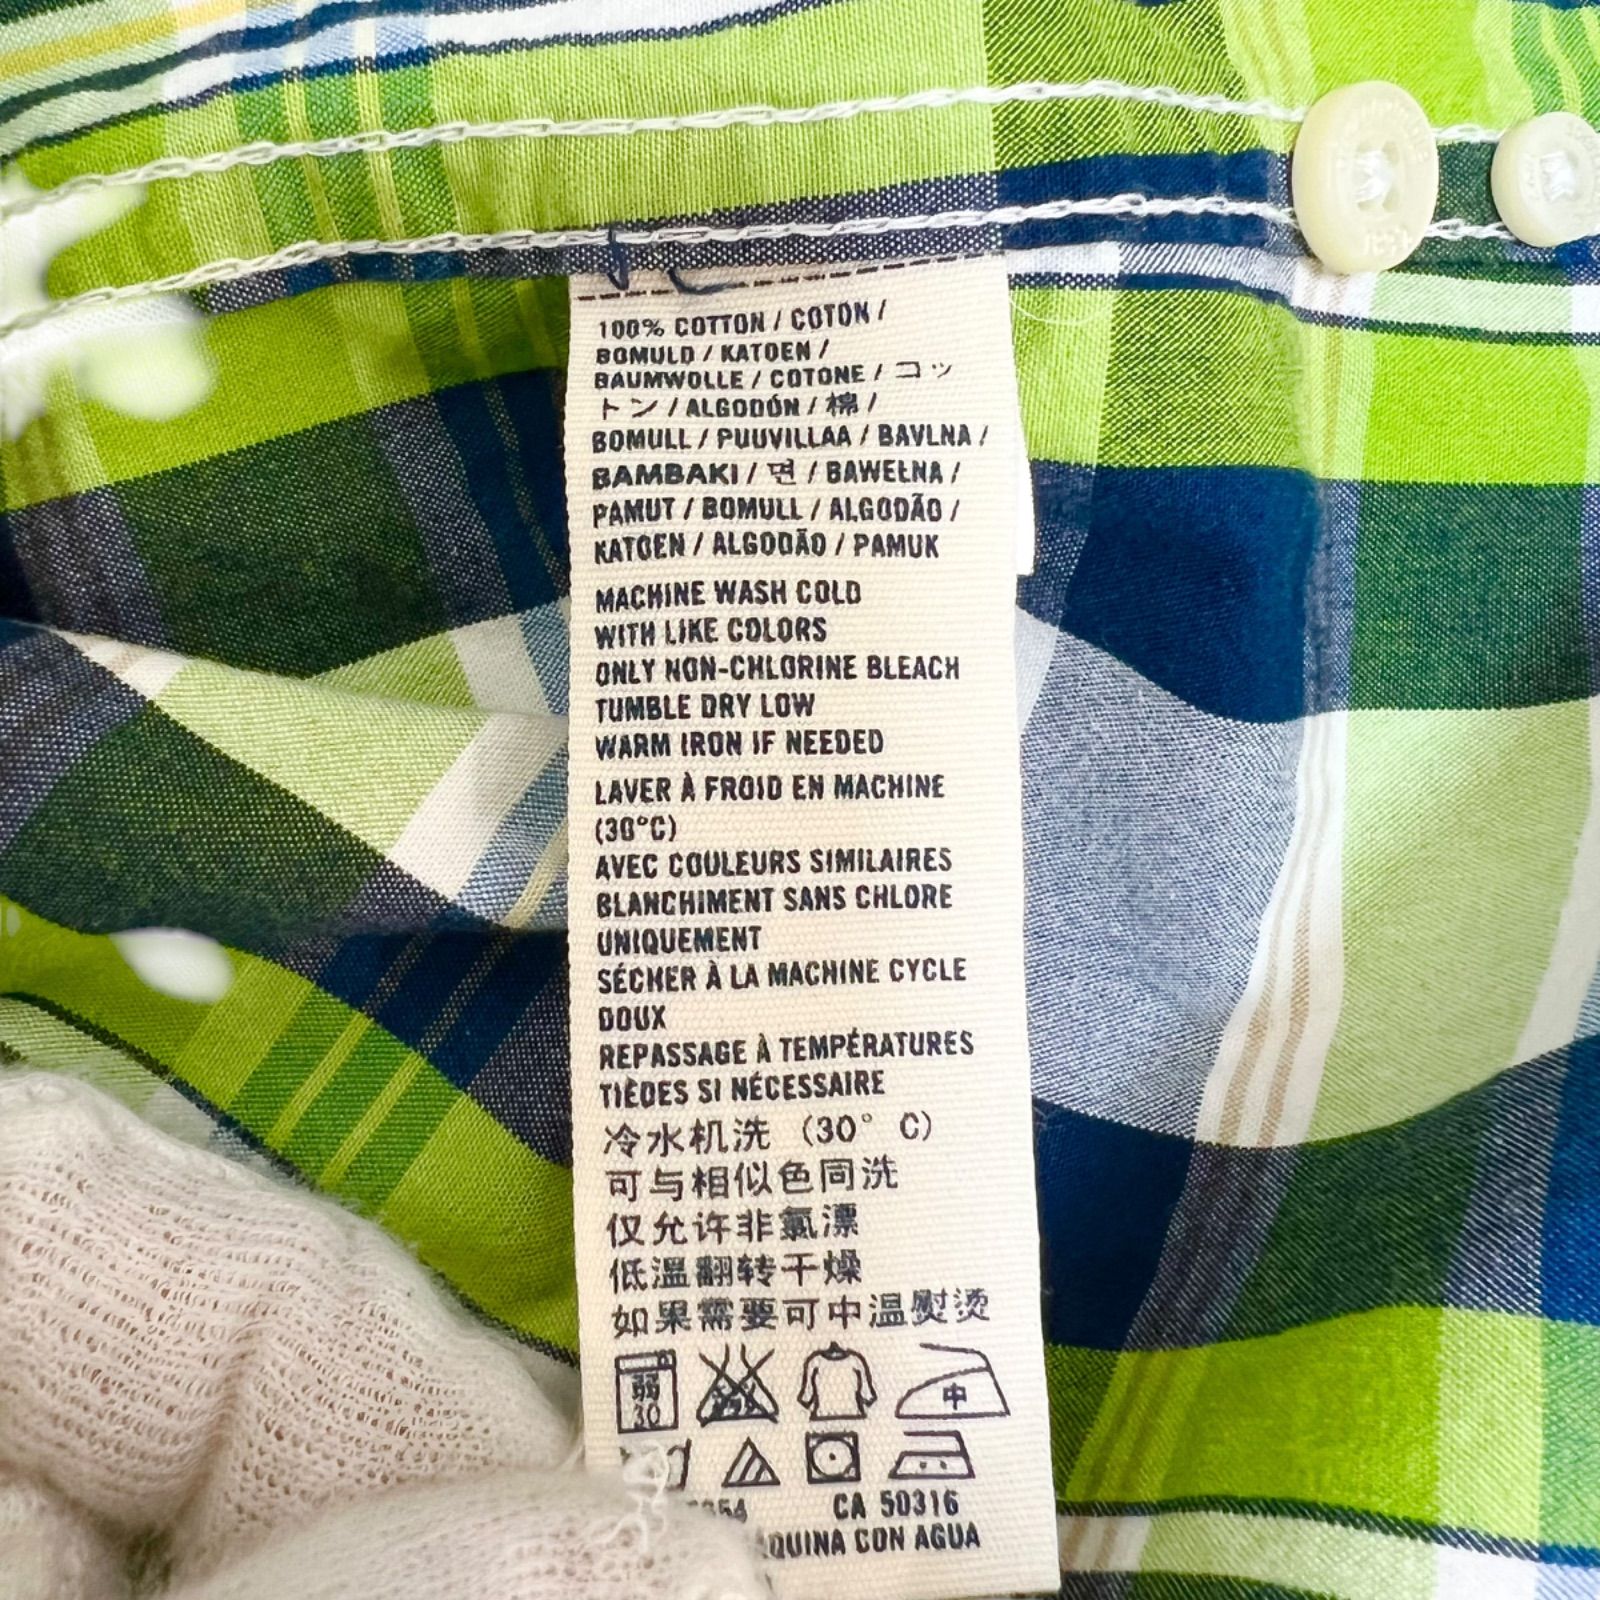 100% COTTON / COTON /
BOMULD / KATOEN /
BAUMWOLLE / COTONE / コッ
トン / ALGODÓN / 棉 /
BOMULL / PUUVILLAA / BAVLNA /
BAMBAKI / 면 / BAWEŁNA /
PAMUT / BOMULL / ALGODÃO /
KATOEN / ALGODÃO / PAMUK
MACHINE WASH COLD
WITH LIKE COLORS
ONLY NON-CHLORINE BLEACH
TUMBLE DRY LOW
WARM IRON IF NEEDED
LAVER À FROID EN MACHINE
(30°C)
AVEC COULEURS SIMILAIRES
BLANCHIMENT SANS CHLORE
UNIQUEMENT
SÉCHER À LA MACHINE CYCLE
DOUX
REPASSAGE À TEMPÉRATURES
TIÈDES SI NÉCESSAIRE
冷水机洗 (30° C)
可与相似色同洗
仅允许非氯漂
低温翻转干燥
如果需要可中温熨烫
弱
30
中
CA 50316
CON AGUA